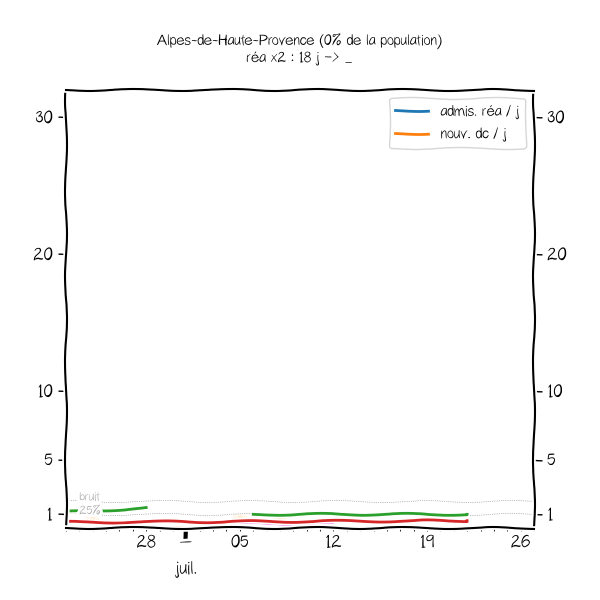 Alpes-de-Haute-Provence (0% de la population)
réa x2 : 18 j -> _
admis. réa / j
nouv. dc / j
30
30
20
20
10
10
5
5
bruit
25%
1
1
28
1
05
12
19
26
juil.